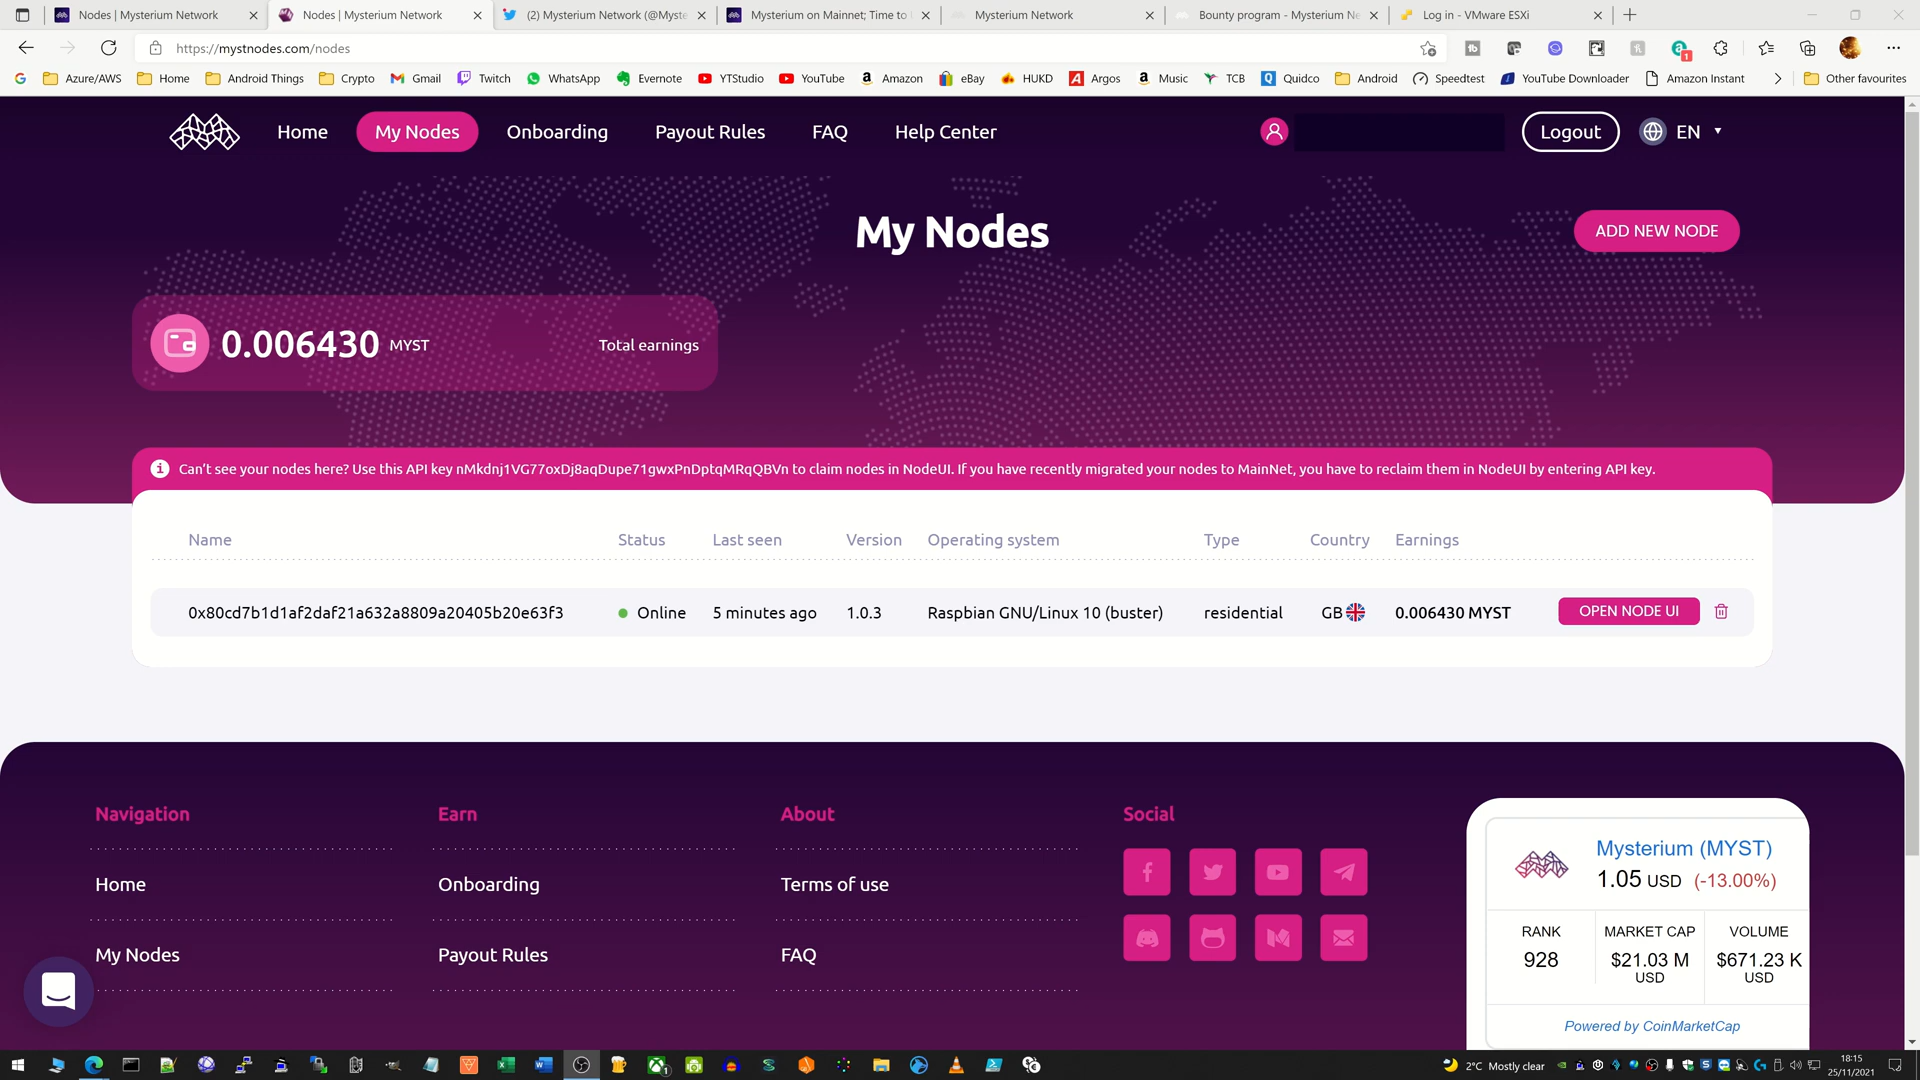 Nodes | Mysterium Network
Nodes | Mysterium Network
(2) Mysterium Network (@Myste
Mysterium on Mainnet; Time to
Mysterium Network
Bounty program - Mysterium Ne
Log in - VMware ESXi
https://mystnodes.com/nodes
Azure/AWS
Home
Android Things
Crypto
Gmail
Twitch
WhatsApp
Evernote
YTStudio
YouTube
Amazon
eBay
HUKD
Argos
Music
TCB
Quidco
Android
Speedtest
YouTube Downloader
Amazon Instant
Other favourites
Home
My Nodes
Onboarding
Payout Rules
FAQ
Help Center
Logout
EN
My Nodes
ADD NEW NODE
0.006430 MYST
Total earnings
Can't see your nodes here? Use this API key nMkdnj1VG77oxDj8aqDupe71gwxPnDptqMRqQBVn to claim nodes in NodeUI. If you have recently migrated your nodes to MainNet, you have to reclaim them in NodeUI by entering API key.
Name Status Last seen Version Operating system Type Country Earnings
0x80cd7b1d1af2daf21a632a8809a20405b20e63f3 Online 5 minutes ago 1.0.3 Raspbian GNU/Linux 10 (buster) residential GB 0.006430 MYST OPEN NODE UI
Navigation
Home
My Nodes
Earn
Onboarding
Payout Rules
About
Terms of use
FAQ
Social
Mysterium (MYST)
1.05 USD (-13.00%)
RANK
928
MARKET CAP
$21.03 M
USD
VOLUME
$671.23 K
USD
Powered by CoinMarketCap
2°C Mostly clear
18:15
25/11/2021